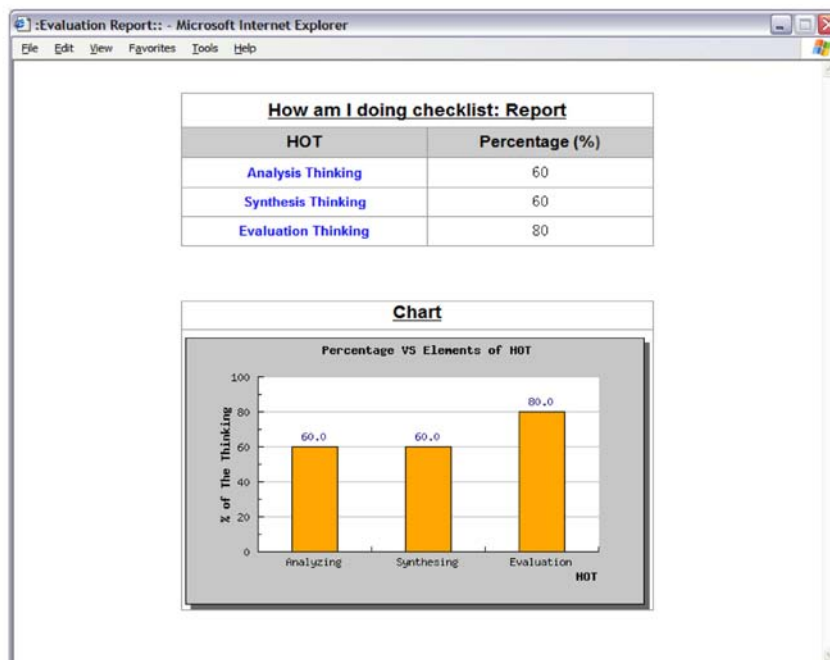 :Evaluation Report:: - Microsoft Internet Explorer
File Edit View Favorites Tools Help
How am I doing checklist: Report
HOT Percentage (%)
Analysis Thinking 60
Synthesis Thinking 60
Evaluation Thinking 80
Chart
Percentage VS Elements of HOT
% of The Thinking
100
80
60
40
20
0
60.0
60.0
80.0
Analyzing Synthesing Evaluation
HOT